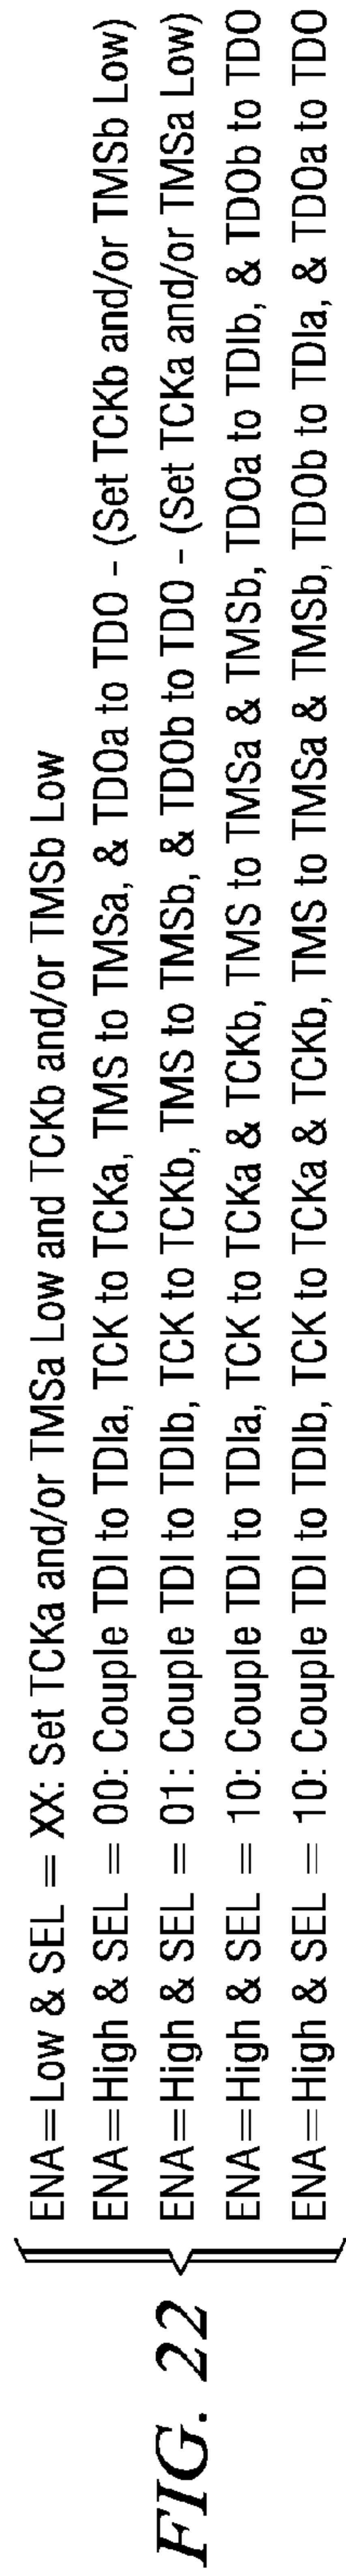 ENA=Low & SEL = XX: Set TCKa and/or TMSa Low and TCKb and/or TMSb Low
ENA=High & SEL = 00: Couple TDI to TDIa, TCK to TCKa, TMS to TMSa, & TDOa to TDO - (Set TCKb and/or TMSb Low)
ENA=High & SEL = 01: Couple TDI to TDIb, TCK to TCKb, TMS to TMSb, & TDOb to TDO - (Set TCKa and/or TMSa Low)
ENA=High & SEL = 10: Couple TDI to TDIa, TCK to TCKa & TCKb, TMS to TMSa & TMSb, TDOa to TDIb, & TDOb to TDO
ENA=High & SEL = 10: Couple TDI to TDIb, TCK to TCKa & TCKb, TMS to TMSa & TMSb, TDOb to TDIa, & TDOa to TDO
FIG. 22